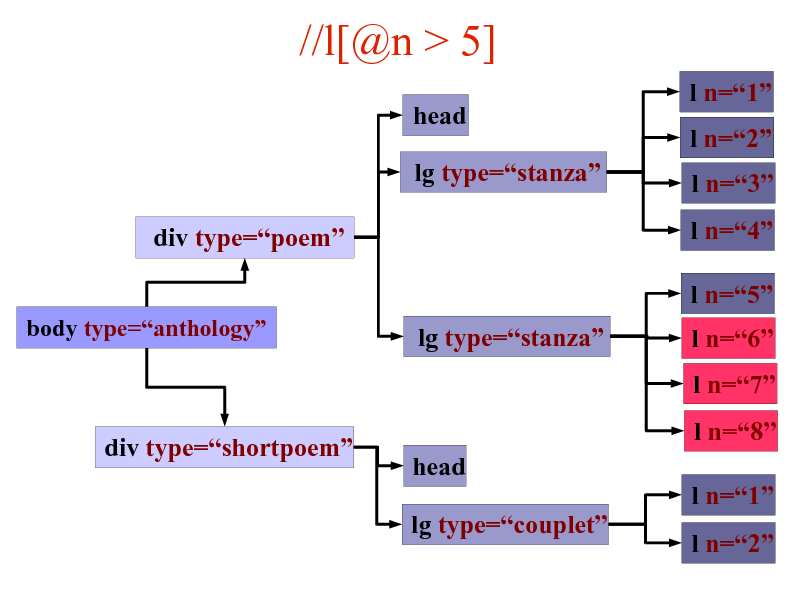 //l[@n > 5]
head
lg type=“stanza”
l n=“1”
l n=“2”
l n=“3”
l n=“4”
div type=“poem”
body type=“anthology”
lg type=“stanza”
l n=“5”
l n=“6”
l n=“7”
l n=“8”
div type=“shortpoem”
head
lg type=“couplet”
l n=“1”
l n=“2”